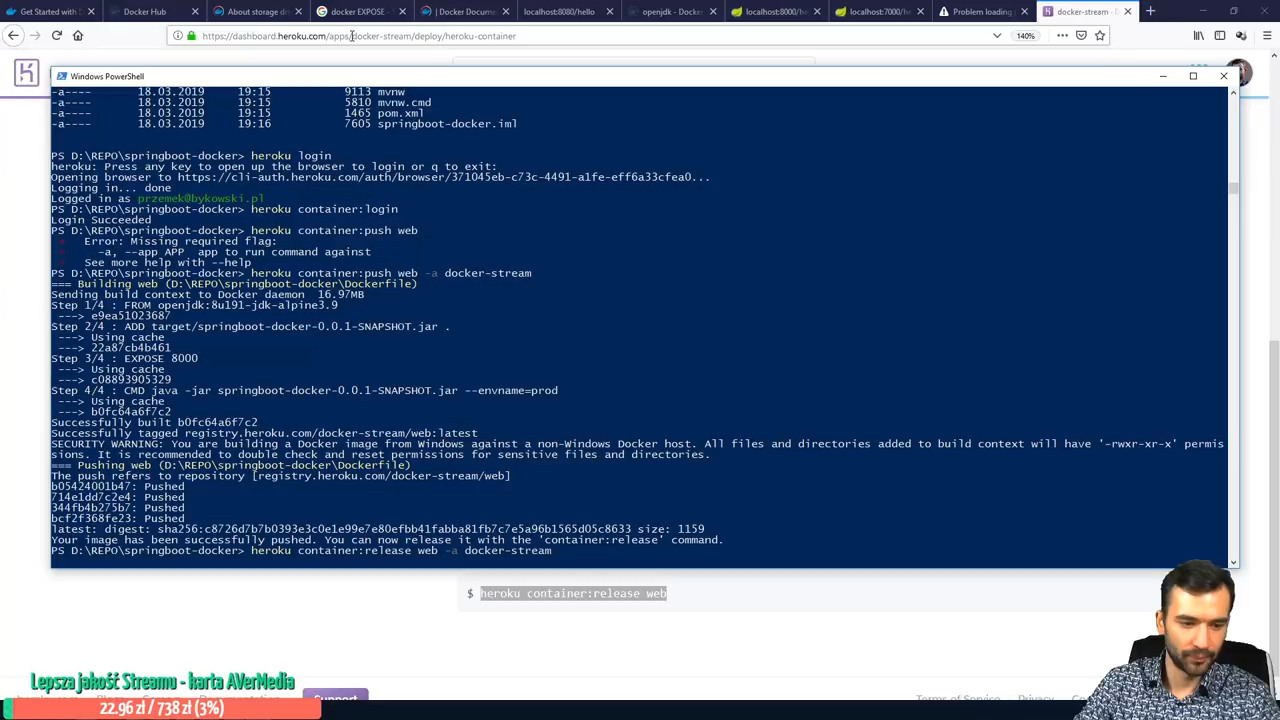 Get Started with D
Docker Hub
About storage d
docker EXPOSE -
| Docker Docume
localhost:8080/hello
openjdk - Docke
localhost:8000/he
localhost:7000/he
Problem loading p
docker-stream ·
https://dashboard.heroku.com/apps/docker-stream/deploy/heroku-container
140%
Windows PowerShell
-a---- 18.03.2019 19:15 9113 mvnw
-a---- 18.03.2019 19:15 5810 mvnw.cmd
-a---- 18.03.2019 19:15 1465 pom.xml
-a---- 18.03.2019 19:16 7605 springboot-docker.iml
PS D:\REPO\springboot-docker> heroku login
heroku: Press any key to open up the browser to login or q to exit:
Opening browser to https://cli-auth.heroku.com/auth/browser/371045eb-c73c-4491-a1fe-eff6a33cfea0...
Logging in... done
Logged in as przemek@bykowski.pl
PS D:\REPO\springboot-docker> heroku container:login
Login Succeeded
PS D:\REPO\springboot-docker> heroku container:push web
Error: Missing required flag:
-a, --app APP app to run command against
See more help with --help
PS D:\REPO\springboot-docker> heroku container:push web -a docker-stream
=== Building web (D:\REPO\springboot-docker\Dockerfile)
Sending build context to Docker daemon 16.97MB
Step 1/4 : FROM openjdk:8u191-jdk-alpine3.9
---> e9ea51023687
Step 2/4 : ADD target/springboot-docker-0.0.1-SNAPSHOT.jar .
---> Using cache
---> 22a87cb4b461
Step 3/4 : EXPOSE 8000
---> Using cache
---> c08893905329
Step 4/4 : CMD java -jar springboot-docker-0.0.1-SNAPSHOT.jar --envname=prod
---> Using cache
---> b0fc64a6f7c2
Successfully built b0fc64a6f7c2
Successfully tagged registry.heroku.com/docker-stream/web:latest
SECURITY WARNING: You are building a Docker image from Windows against a non-Windows Docker host. All files and directories added to build context will have '-rwxr-xr-x' permis
sions. It is recommended to double check and reset permissions for sensitive files and directories.
=== Pushing web (D:\REPO\springboot-docker\Dockerfile)
The push refers to repository [registry.heroku.com/docker-stream/web]
b05424001b47: Pushed
714e1dd7c2e4: Pushed
344fb4b275b7: Pushed
bcf2f368fe23: Pushed
latest: digest: sha256:c8726d7b7b0393e3c0e1e99e7e80efbb41fabba81fb7c7e5a96b1565d05c8633 size: 1159
Your image has been successfully pushed. You can now release it with the 'container:release' command.
PS D:\REPO\springboot-docker> heroku container:release web -a docker-stream
$ heroku container:release web
Lepsza jakość Streamu - karta AVerMedia
22.96 zł / 738 zł (3%)
Support
Terms of Service
Privacy